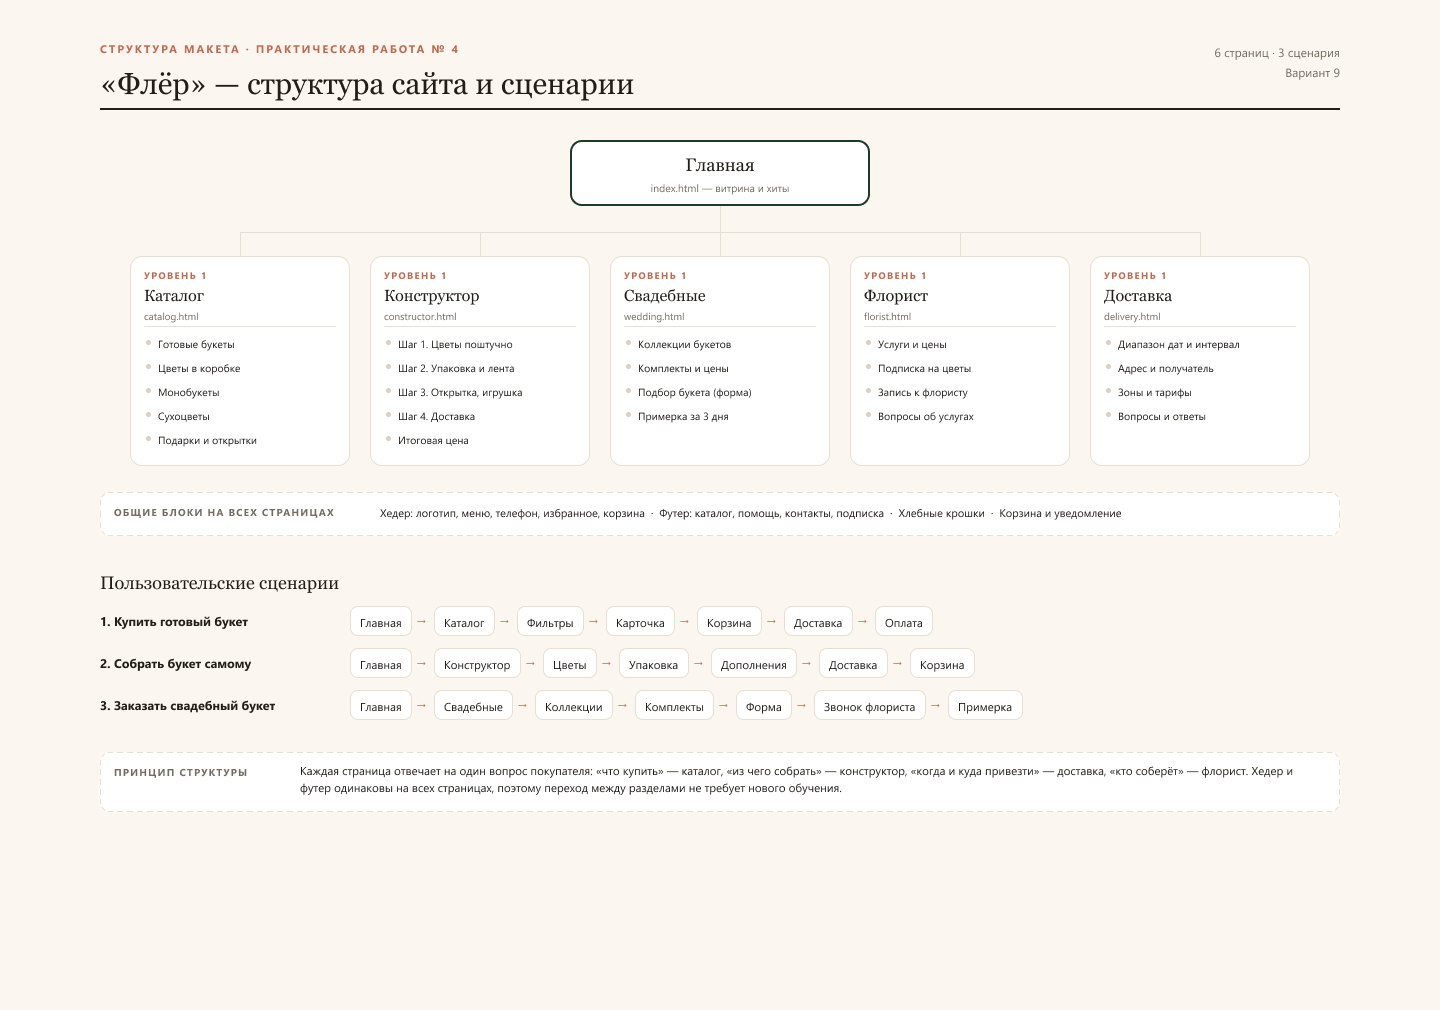 СТРУКТУРА МАКЕТА · ПРАКТИЧЕСКАЯ РАБОТА № 4
«Флёр» — структура сайта и сценарии
6 страниц · 3 сценария
Вариант 9
Главная
index.html — витрина и хиты
УРОВЕНЬ 1
Каталог
catalog.html
Готовые букеты
Цветы в коробке
Монобукеты
Сухоцветы
Подарки и открытки
УРОВЕНЬ 1
Конструктор
constructor.html
Шаг 1. Цветы поштучно
Шаг 2. Упаковка и лента
Шаг 3. Открытка, игрушка
Шаг 4. Доставка
Итоговая цена
УРОВЕНЬ 1
Свадебные
wedding.html
Коллекции букетов
Комплекты и цены
Подбор букета (форма)
Примерка за 3 дня
УРОВЕНЬ 1
Флорист
florist.html
Услуги и цены
Подписка на цветы
Запись к флористу
Вопросы об услугах
УРОВЕНЬ 1
Доставка
delivery.html
Диапазон дат и интервал
Адрес и получатель
Зоны и тарифы
Вопросы и ответы
ОБЩИЕ БЛОКИ НА ВСЕХ СТРАНИЦАХ
Хедер: логотип, меню, телефон, избранное, корзина · Футер: каталог, помощь, контакты, подписка · Хлебные крошки · Корзина и уведомление
Пользовательские сценарии
1. Купить готовый букет
Главная → Каталог → Фильтры → Карточка → Корзина → Доставка → Оплата
2. Собрать букет самому
Главная → Конструктор → Цветы → Упаковка → Дополнения → Доставка → Корзина
3. Заказать свадебный букет
Главная → Свадебные → Коллекции → Комплекты → Форма → Звонок флориста → Примерка
ПРИНЦИП СТРУКТУРЫ
Каждая страница отвечает на один вопрос покупателя: «что купить» — каталог, «из чего собрать» — конструктор, «когда и куда привезти» — доставка, «кто соберёт» — флорист. Хедер и
футер одинаковы на всех страницах, поэтому переход между разделами не требует нового обучения.